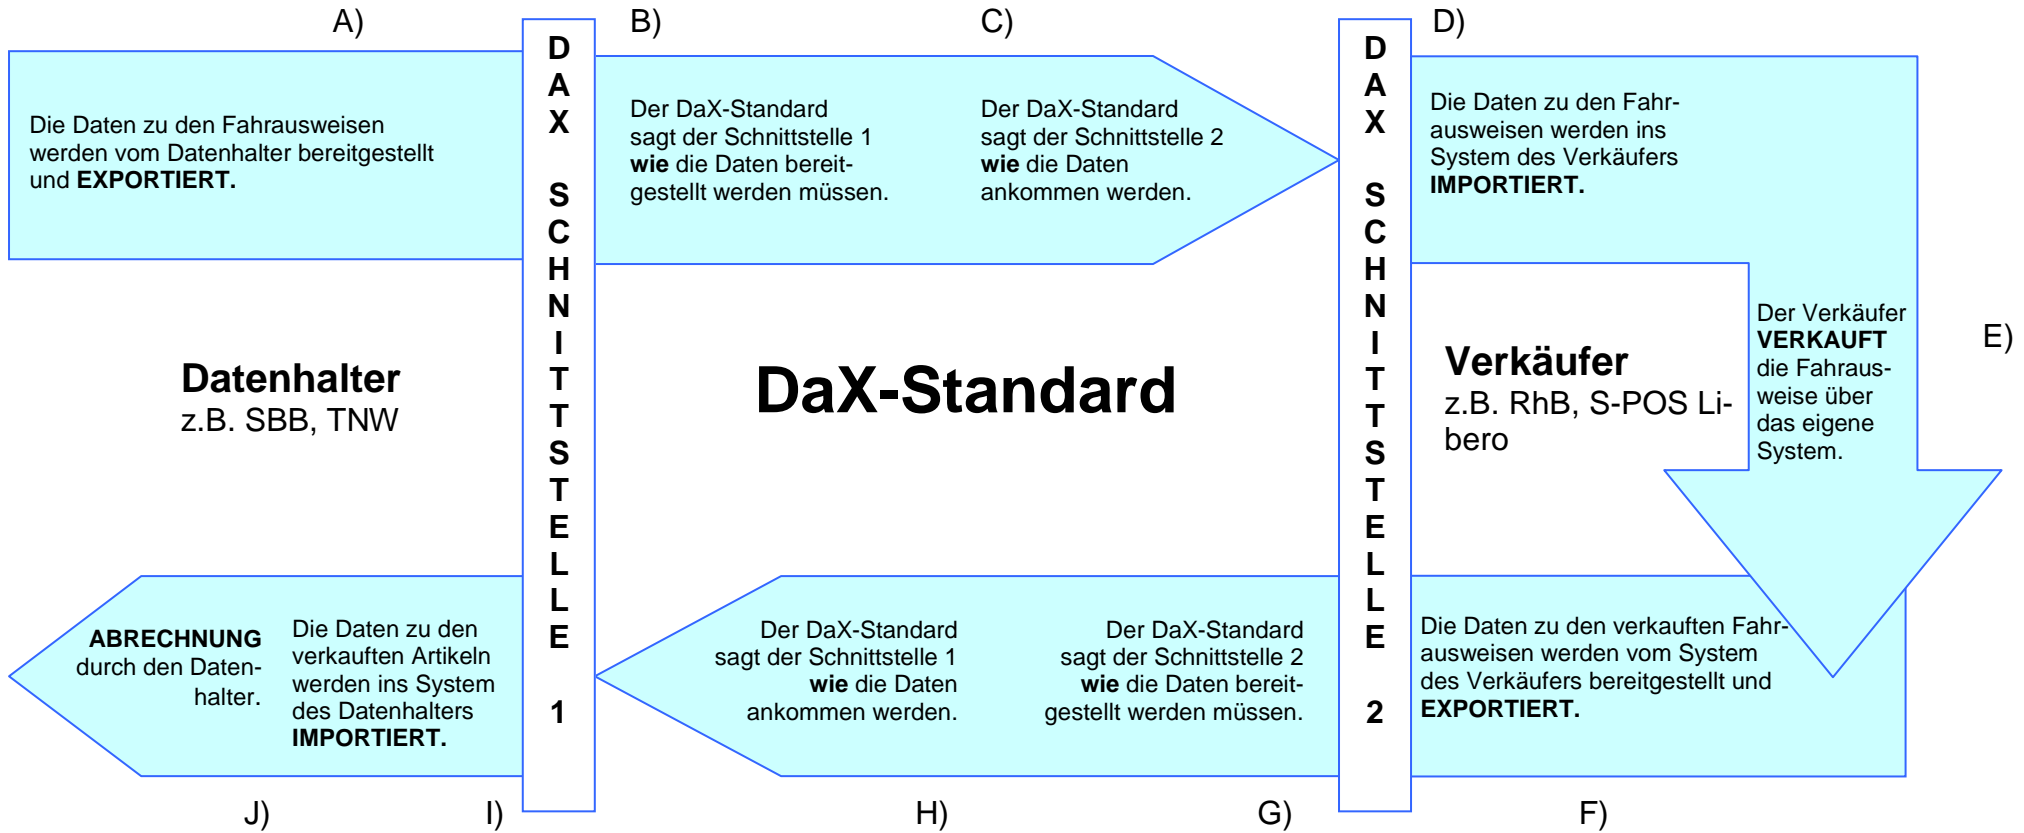 A)
B)
C)
D)
Die Daten zu den Fahrausweisen
werden vom Datenhalter bereitgestellt
und EXPORTIERT.
DAX SCHNITTSTELLE 1
Der DaX-Standard
sagt der Schnittstelle 1
wie die Daten bereit-
gestellt werden müssen.
Der DaX-Standard
sagt der Schnittstelle 2
wie die Daten
ankommen werden.
DAX SCHNITTSTELLE 2
Die Daten zu den Fahr-
ausweisen werden ins
System des Verkäufers
IMPORTIERT.
Der Verkäufer
VERKAUFT
die Fahraus-
weise über
das eigene
System.
E)
Datenhalter
z.B. SBB, TNW
DaX-Standard
Verkäufer
z.B. RhB, S-POS Li-
bero
ABRECHNUNG
durch den Daten-
halter.
Die Daten zu den
verkauften Artikeln
werden ins System
des Datenhalters
IMPORTIERT.
Der DaX-Standard
sagt der Schnittstelle 1
wie die Daten
ankommen werden.
Der DaX-Standard
sagt der Schnittstelle 2
wie die Daten bereit-
gestellt werden müssen.
Die Daten zu den verkauften Fahr-
ausweisen werden vom System
des Verkäufers bereitgestellt und
EXPORTIERT.
J)
I)
H)
G)
F)